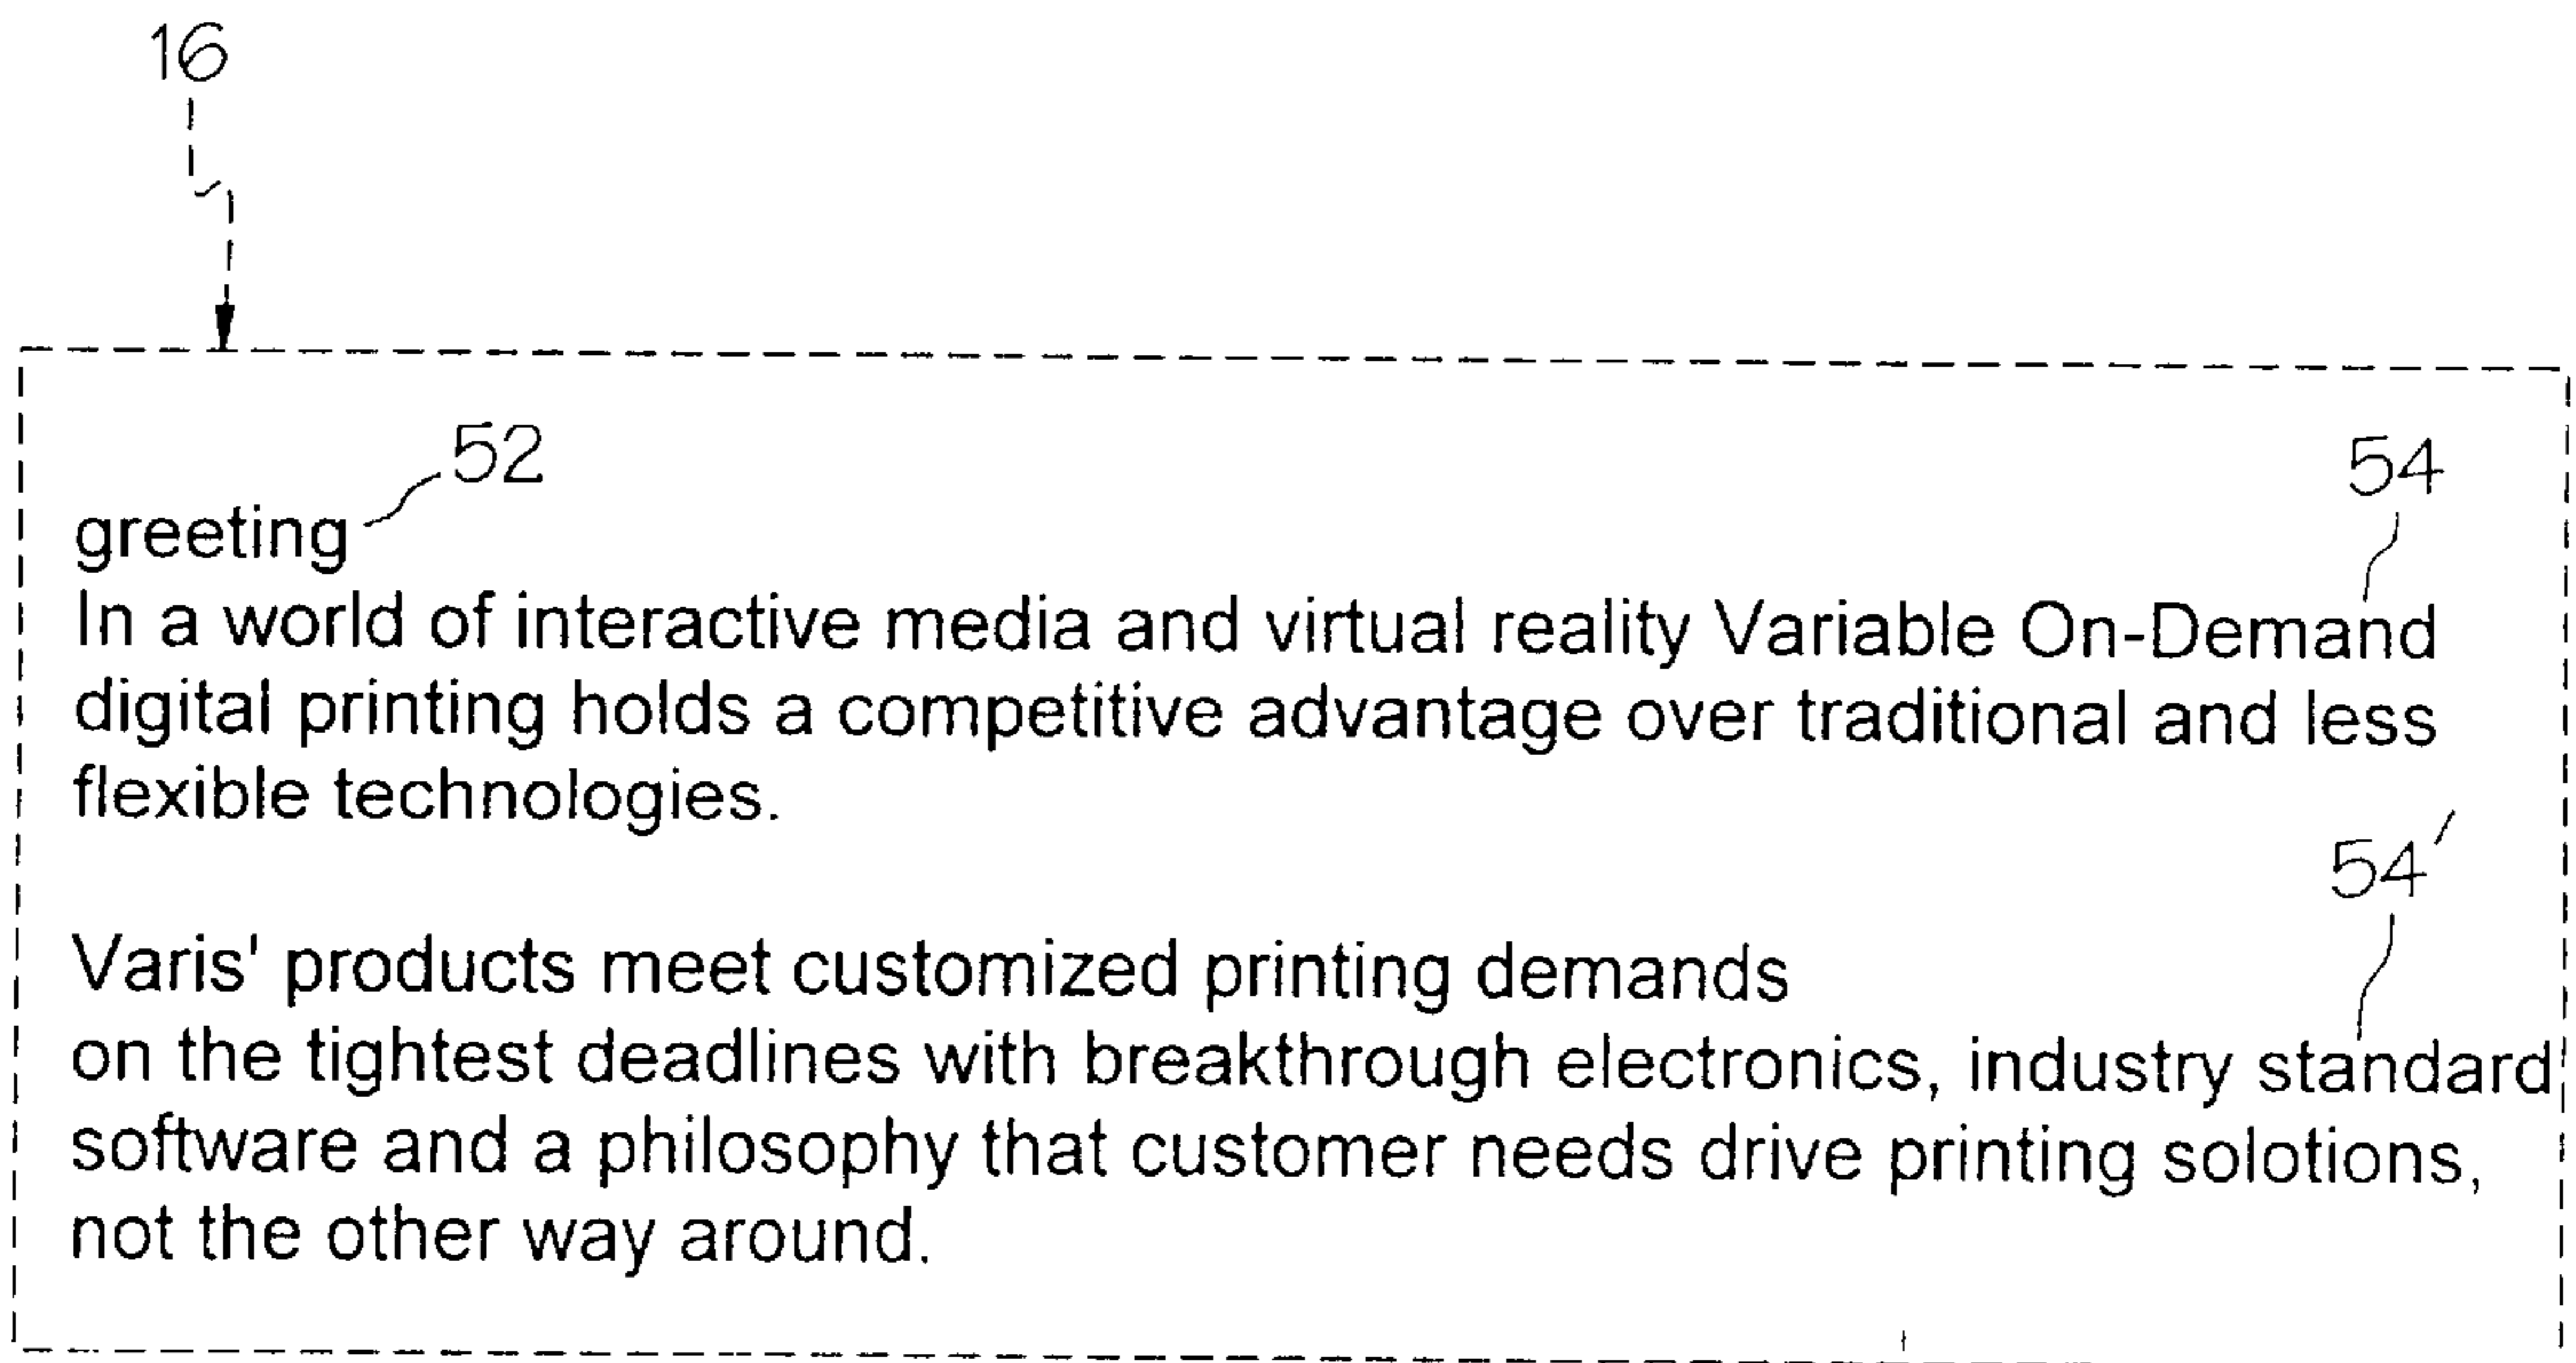 16
52
54
greeting
In a world of interactive media and virtual reality Variable On-Demand
digital printing holds a competitive advantage over traditional and less
flexible technologies.
54'
Varis' products meet customized printing demands
on the tightest deadlines with breakthrough electronics, industry standard
software and a philosophy that customer needs drive printing solotions,
not the other way around.